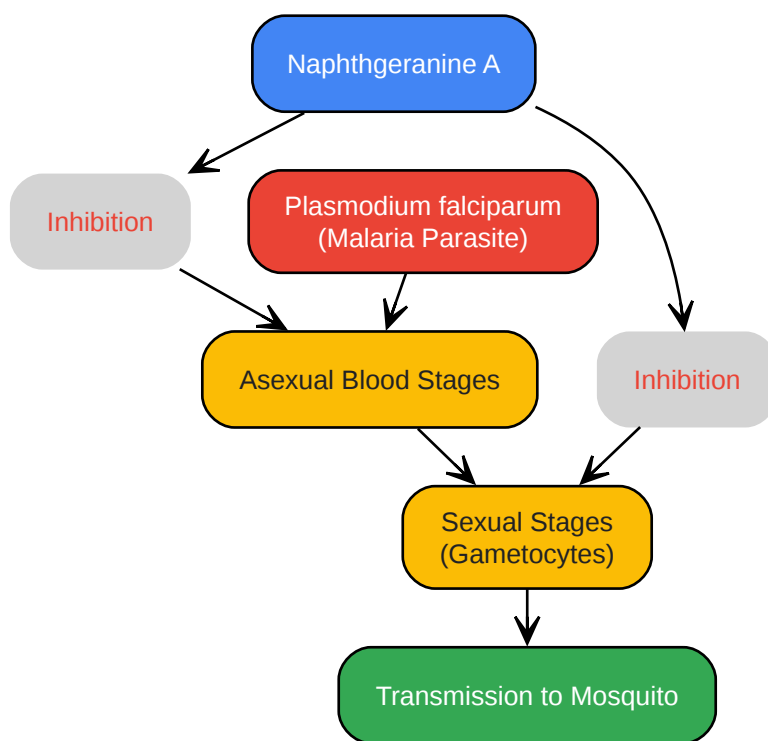 Naphthgeranine A
Inhibition
Plasmodium falciparum
(Malaria Parasite)
Asexual Blood Stages
Inhibition
Sexual Stages
(Gametocytes)
Transmission to Mosquito